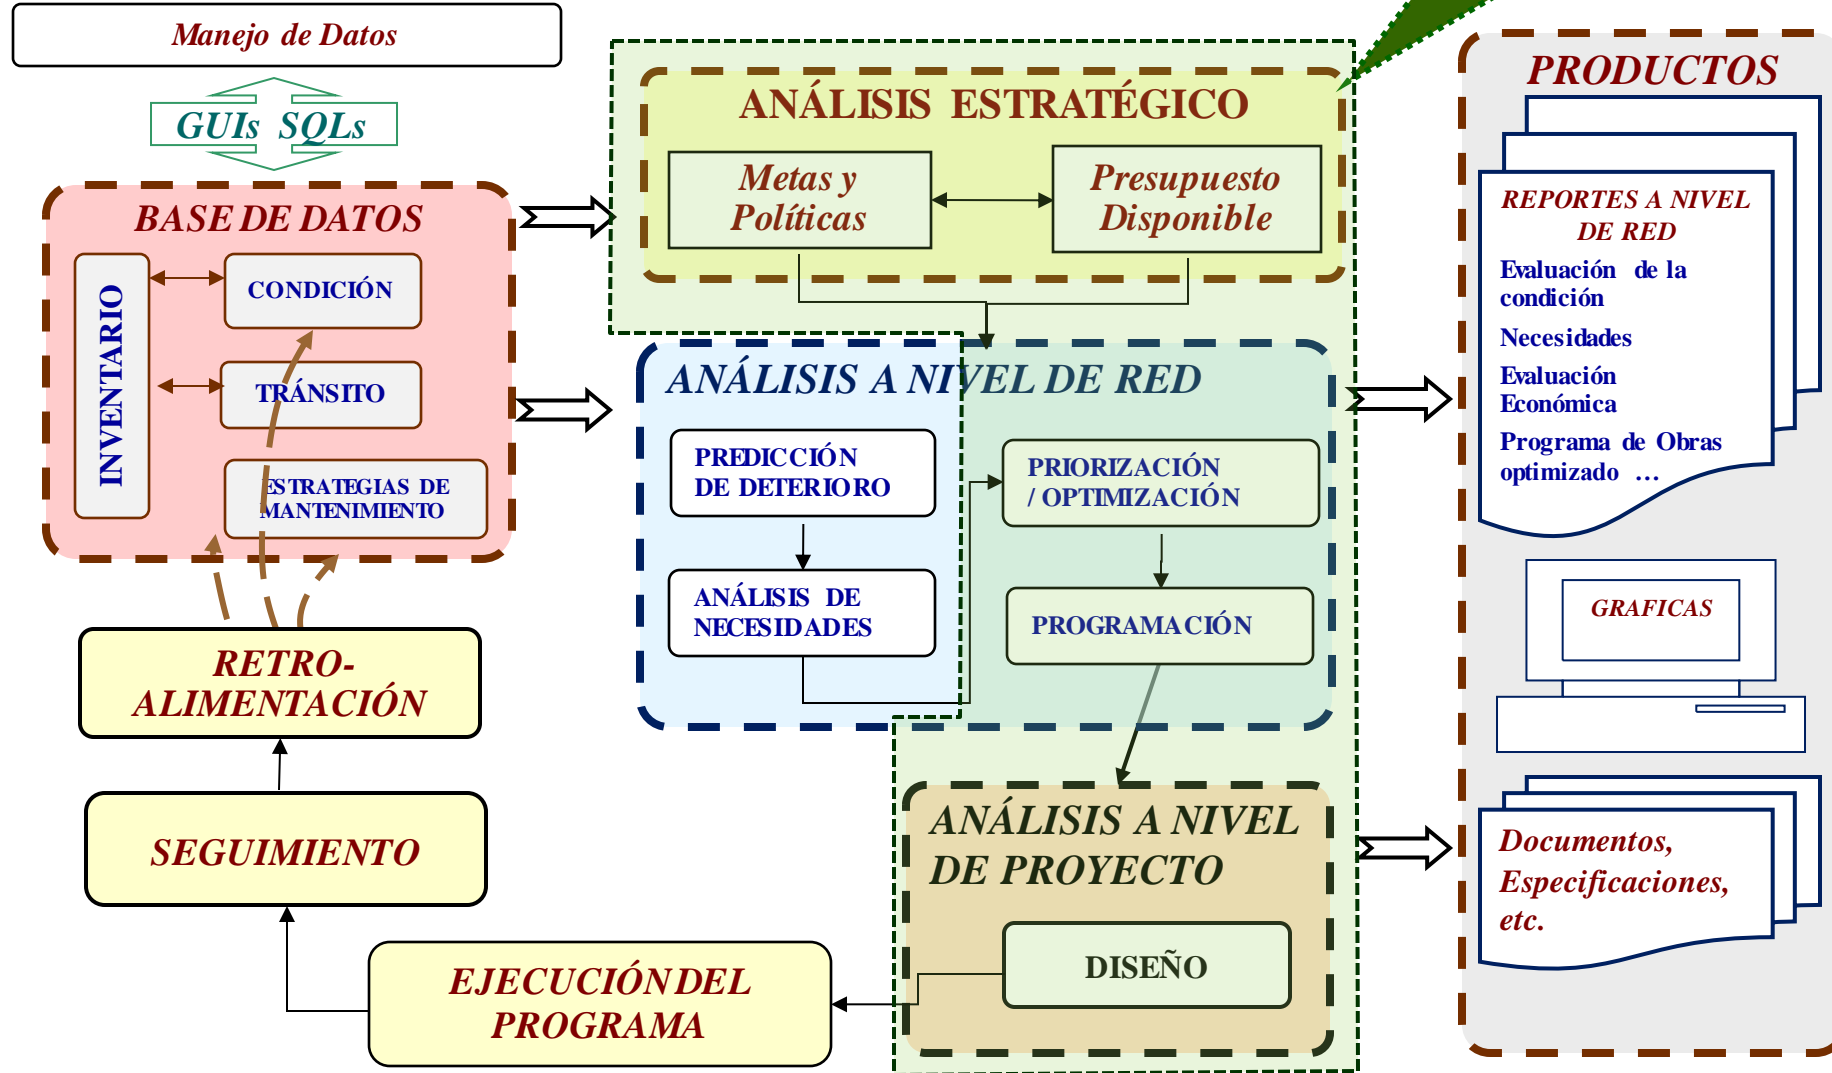 Manejo de Datos
GUIs SQLs
BASE DE DATOS
INVENTARIO
CONDICIÓN
TRÁNSITO
ESTRATEGIAS DE
MANTENIMIENTO
RETRO-
ALIMENTACIÓN
SEGUIMIENTO
EJECUCIÓN DEL
PROGRAMA
ANÁLISIS ESTRATÉGICO
Metas y
Políticas
Presupuesto
Disponible
ANÁLISIS A NIVEL DE RED
PREDICCIÓN
DE DETERIORO
ANÁLISIS DE
NECESIDADES
PRIORIZACIÓN
/ OPTIMIZACIÓN
PROGRAMACIÓN
ANÁLISIS A NIVEL
DE PROYECTO
DISEÑO
PRODUCTOS
REPORTES A NIVEL
DE RED
Evaluación de la
condición
Necesidades
Evaluación
Económica
Programa de Obras
optimizado ...
GRAFICAS
Documentos,
Especificaciones,
etc.